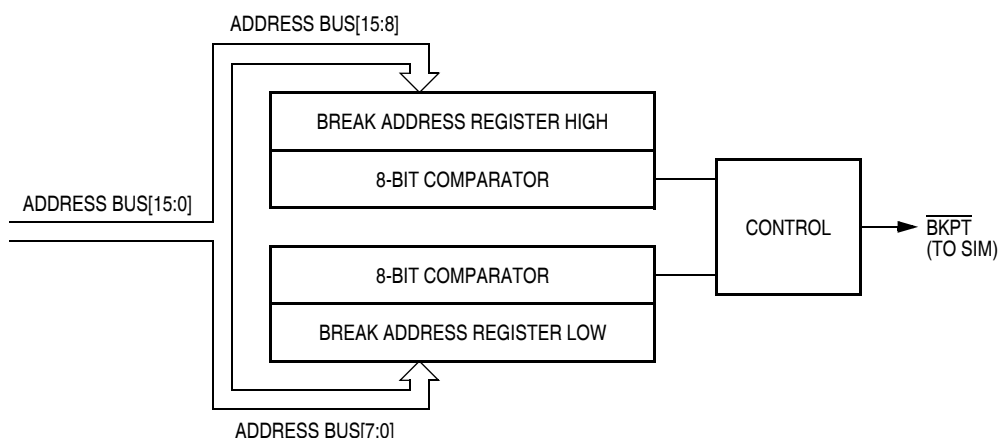 ADDRESS BUS[15:8]
BREAK ADDRESS REGISTER HIGH
8-BIT COMPARATOR
ADDRESS BUS[15:0]
CONTROL
BKPT
(TO SIM)
8-BIT COMPARATOR
BREAK ADDRESS REGISTER LOW
ADDRESS BUS[7:0]